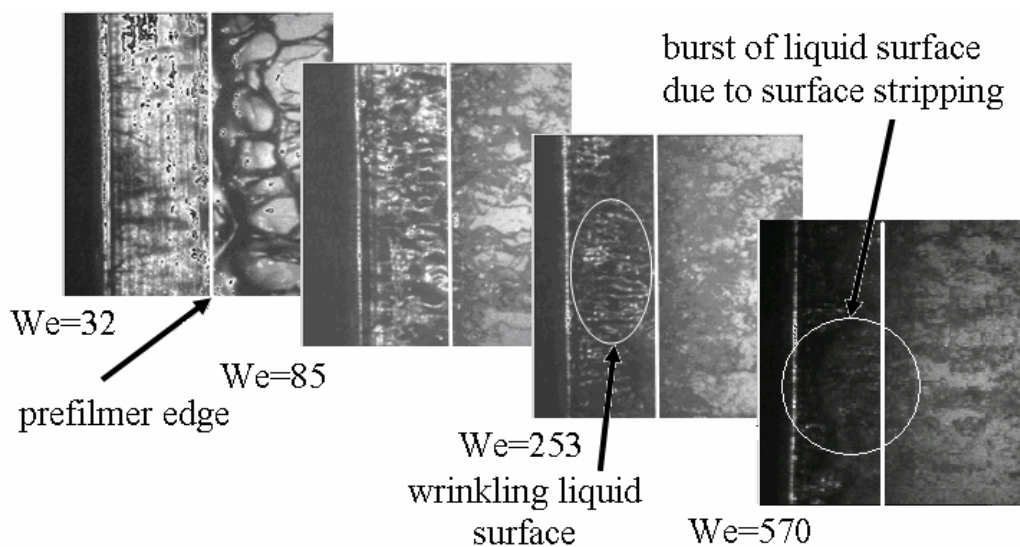 burst of liquid surface
due to surface stripping
We=32
We=85
prefilmer edge
We=253
wrinkling liquid
surface
We=570